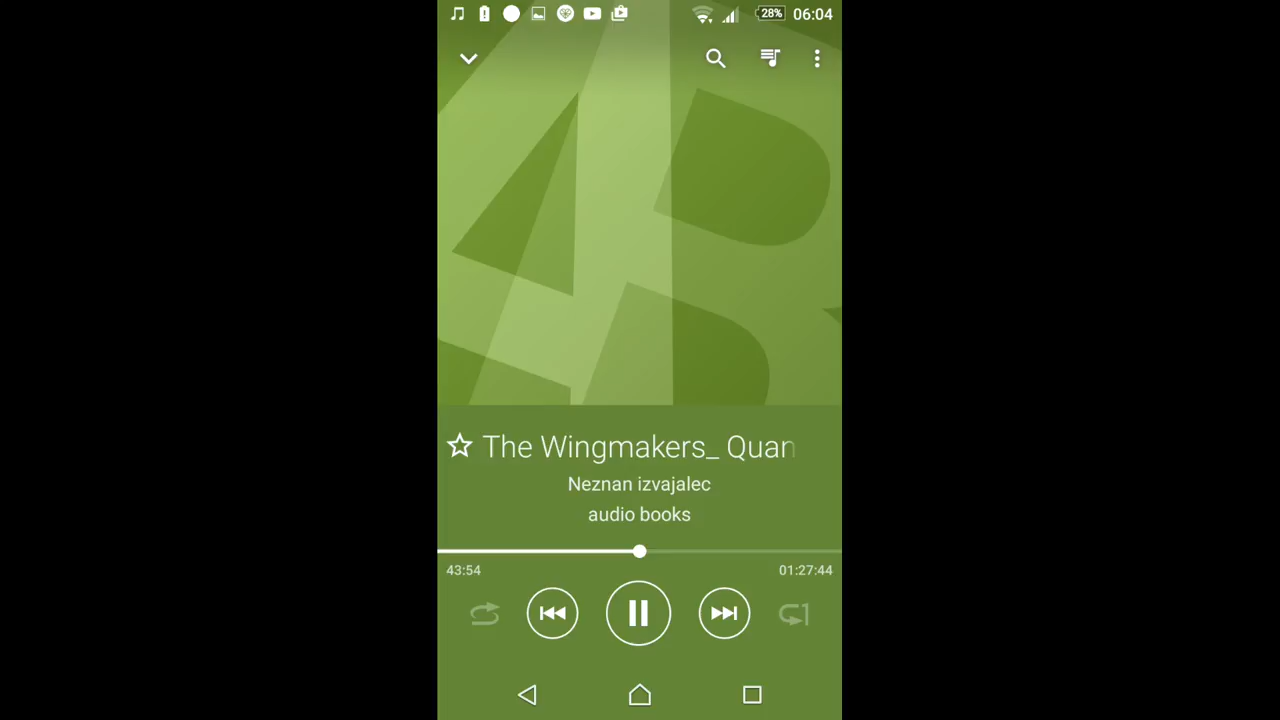 28% 06:04
The Wingmakers_ Quan
Neznan izvajalec
audio books
43:54 01:27:44